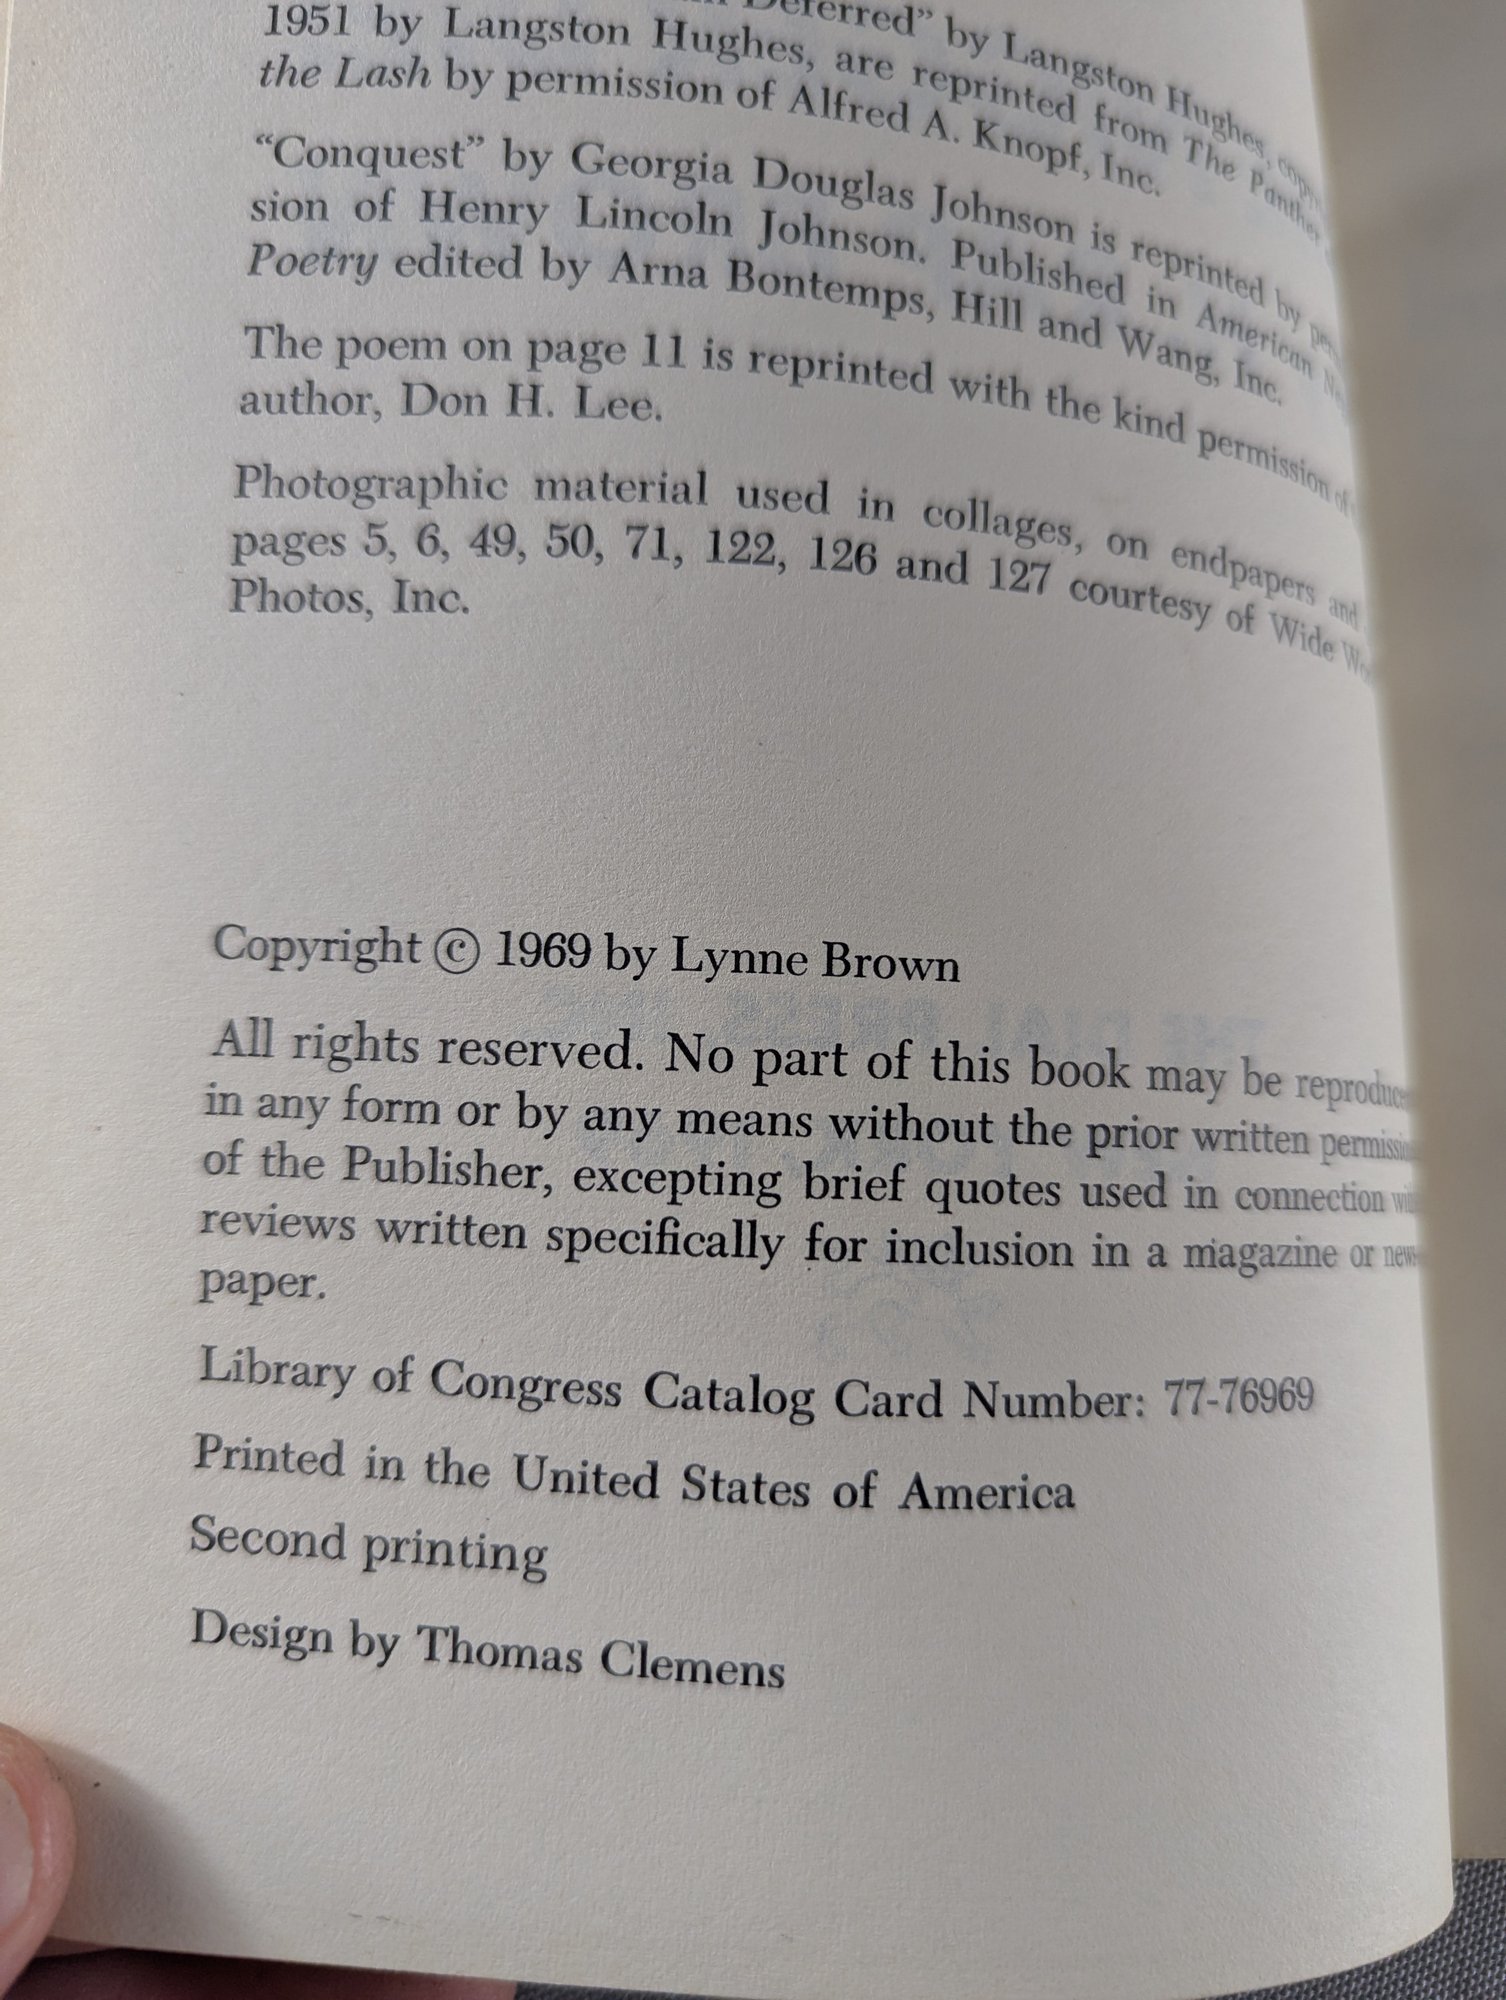 Deferred” by Langston Hughes,
1951 by Langston Hughes, are reprinted from The Panther
the Lash by permission of Alfred A. Knopf, Inc.
“Conquest” by Georgia Douglas Johnson is reprinted by
sion of Henry Lincoln Johnson. Published in American
Poetry edited by Arna Bontemps, Hill and Wang, Inc.
The poem on page 11 is reprinted with the kind permission of
author, Don H. Lee.
Photographic material used in collages, on endpapers and
pages 5, 6, 49, 50, 71, 122, 126 and 127 courtesy of Wide
Photos, Inc.
Copyright © 1969 by Lynne Brown
All rights reserved. No part of this book may be
in any form or by any means without the prior written
of the Publisher, excepting brief quotes used in connection
reviews written specifically for inclusion in a magazine or news-
paper.
Library of Congress Catalog Card Number: 77-76969
Printed in the United States of America
Second printing
Design by Thomas Clemens